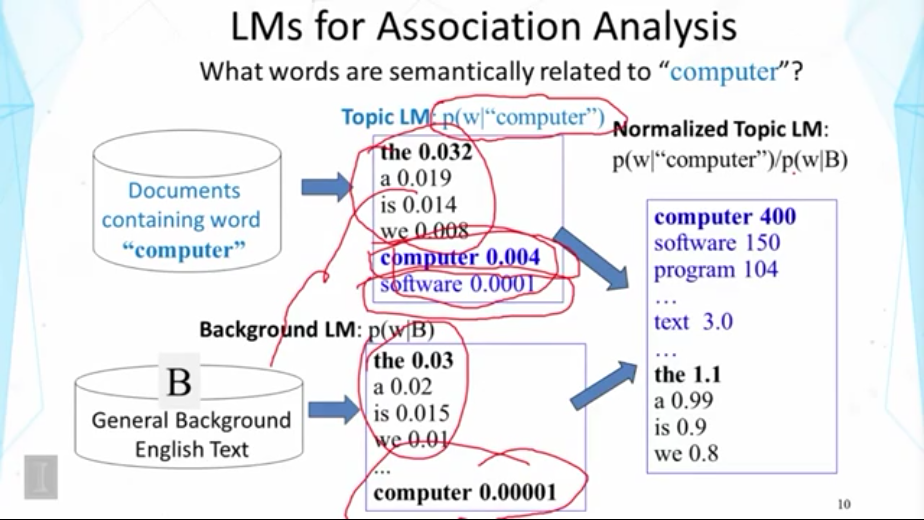 LMs for Association Analysis
What words are semantically related to “computer”?
Topic LM: p(w|“computer”)
the 0.032
a 0.019
is 0.014
we 0.008
computer 0.004
software 0.0001
Documents
containing word
“computer”
Normalized Topic LM:
p(w|“computer”)/p(w|B)
computer 400
software 150
program 104
...
text 3.0
...
the 1.1
a 0.99
is 0.9
we 0.8
Background LM: p(w|B)
the 0.03
a 0.02
is 0.015
we 0.01
...
computer 0.00001
B
General Background
English Text
I
10